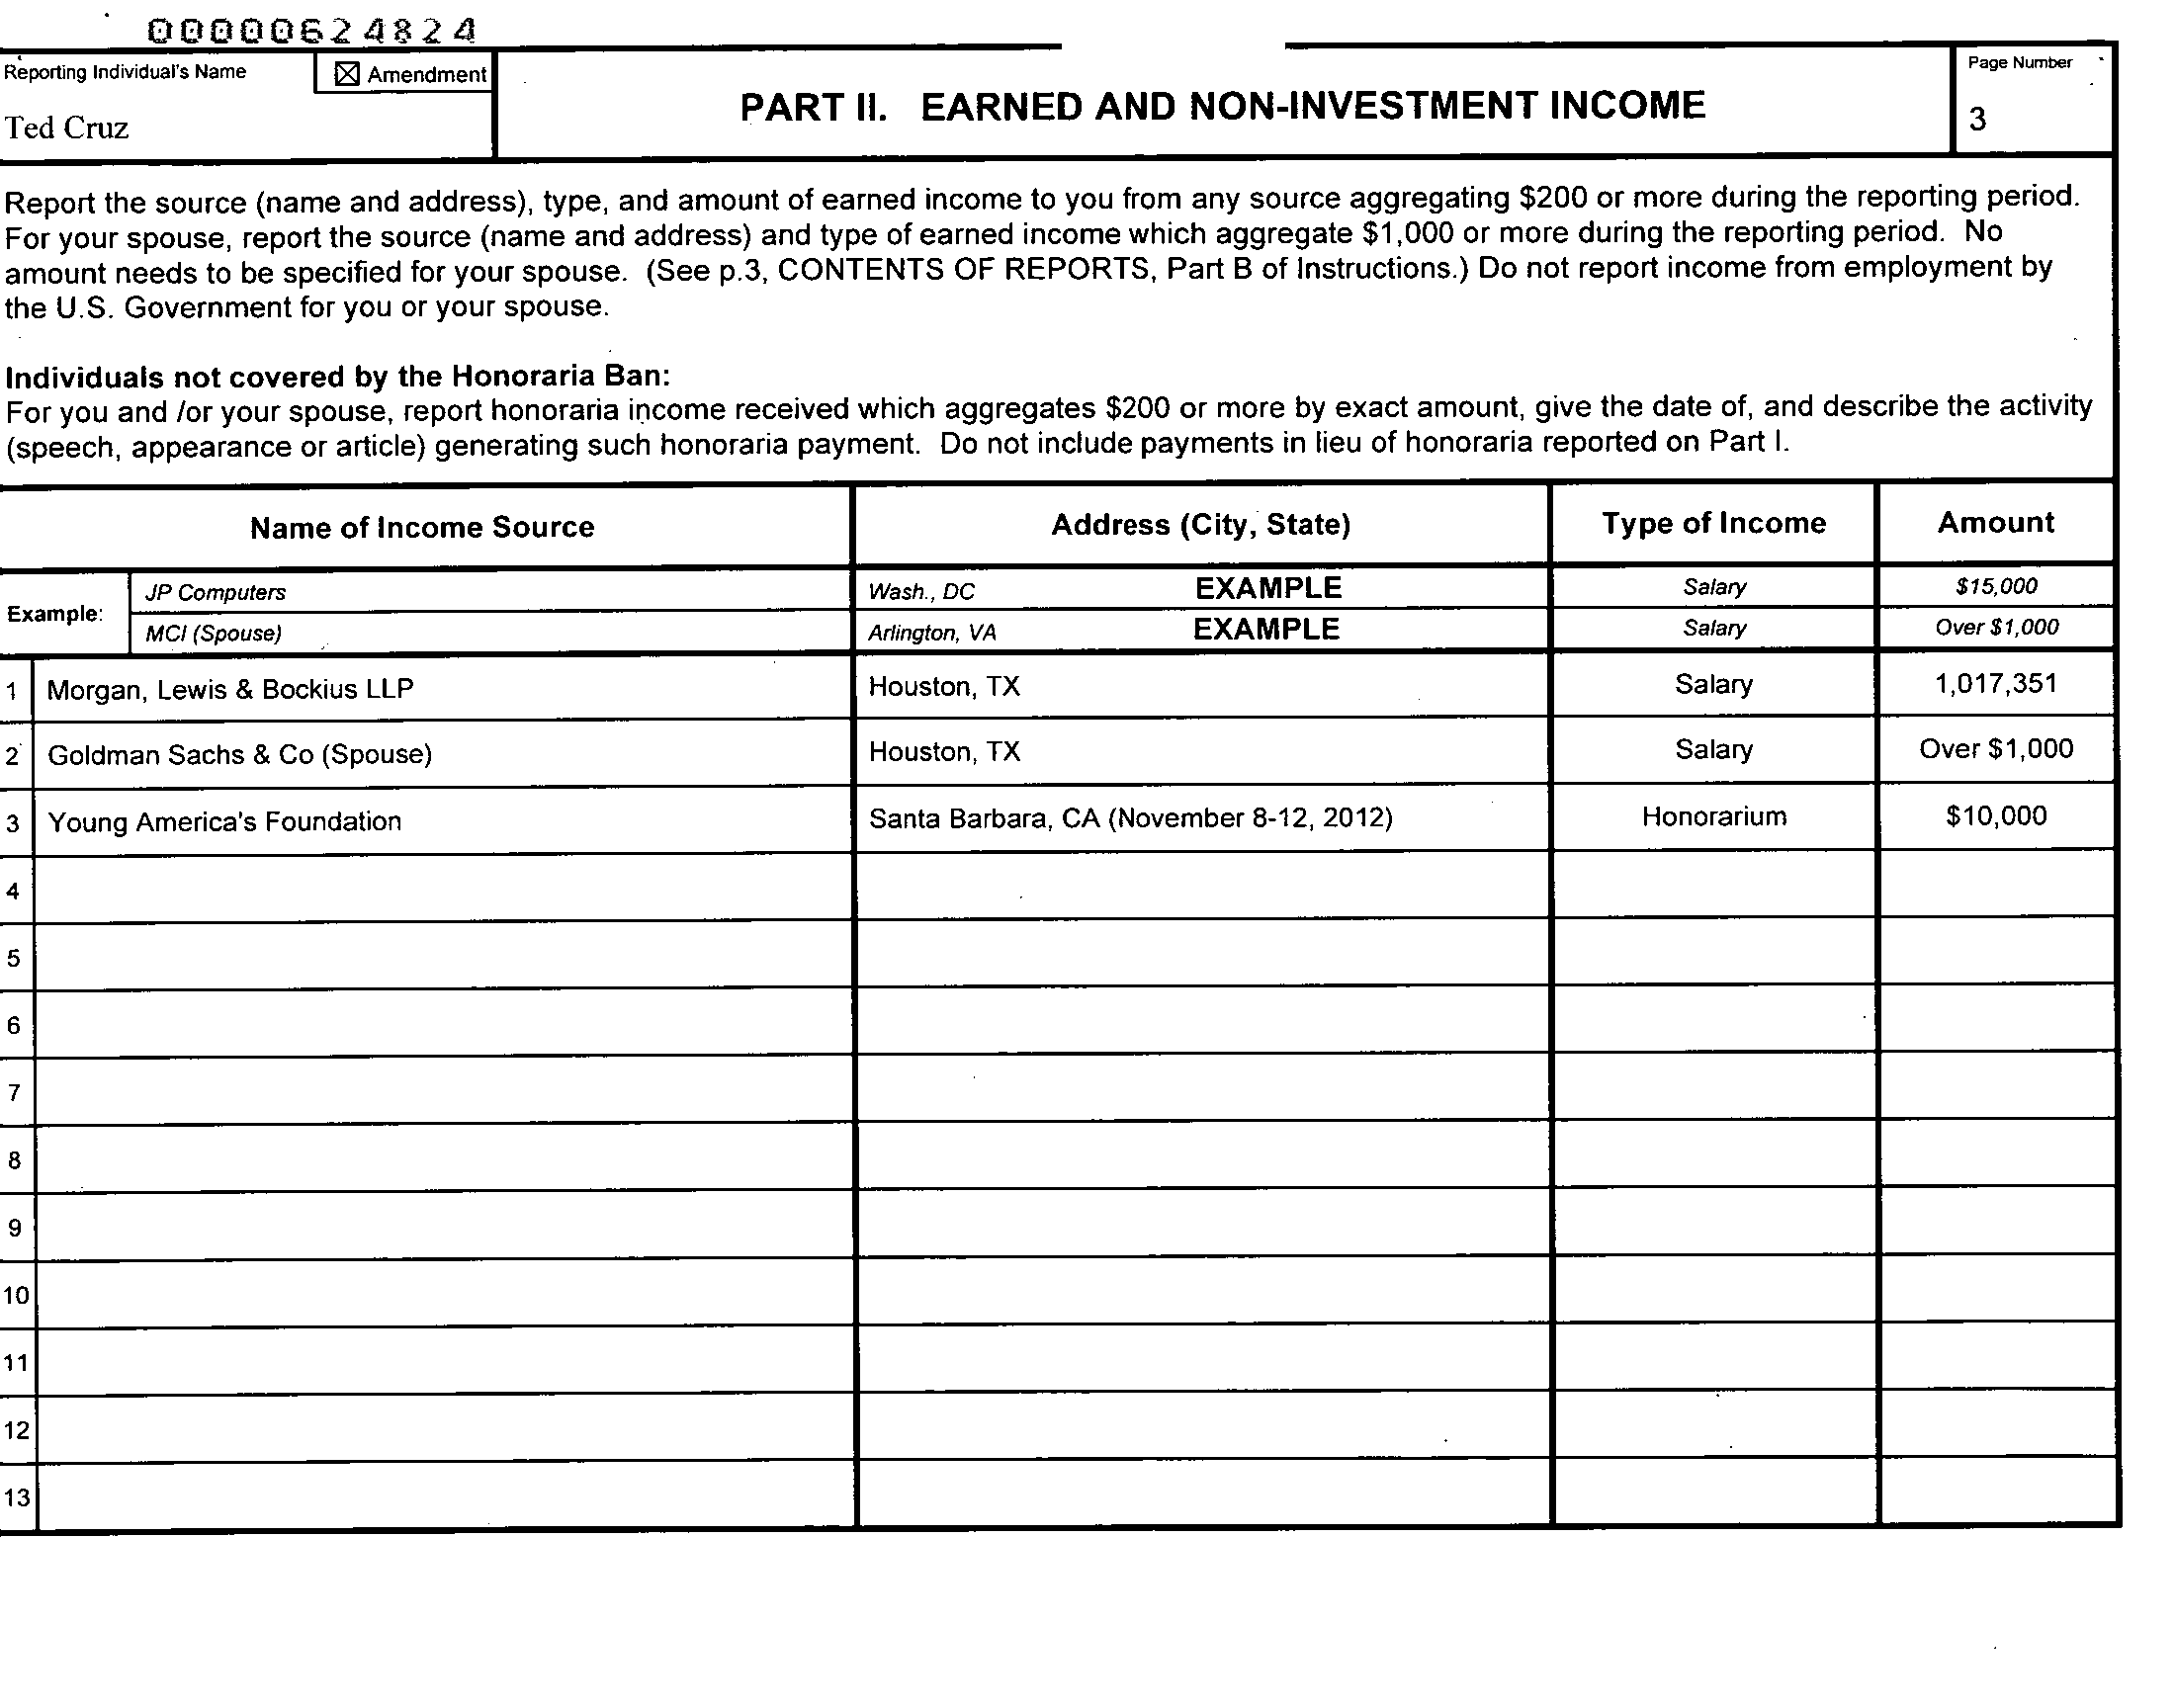 00000624824
Reporting Individual's Name
☒ Amendment
Ted Cruz
PART II. EARNED AND NON-INVESTMENT INCOME
Page Number
3
Report the source (name and address), type, and amount of earned income to you from any source aggregating $200 or more during the reporting period.
For your spouse, report the source (name and address) and type of earned income which aggregate $1,000 or more during the reporting period. No
amount needs to be specified for your spouse. (See p.3, CONTENTS OF REPORTS, Part B of Instructions.) Do not report income from employment by
the U.S. Government for you or your spouse.
Individuals not covered by the Honoraria Ban:
For you and /or your spouse, report honoraria income received which aggregates $200 or more by exact amount, give the date of, and describe the activity
(speech, appearance or article) generating such honoraria payment. Do not include payments in lieu of honoraria reported on Part I.
Name of Income Source Address (City, State) Type of Income Amount
Example:
JP Computers Wash., DC EXAMPLE Salary $15,000
MCI (Spouse) Arlington, VA EXAMPLE Salary Over $1,000
1 Morgan, Lewis & Bockius LLP Houston, TX Salary 1,017,351
2 Goldman Sachs & Co (Spouse) Houston, TX Salary Over $1,000
3 Young America's Foundation Santa Barbara, CA (November 8-12, 2012) Honorarium $10,000
4
5
6
7
8
9
10
11
12
13